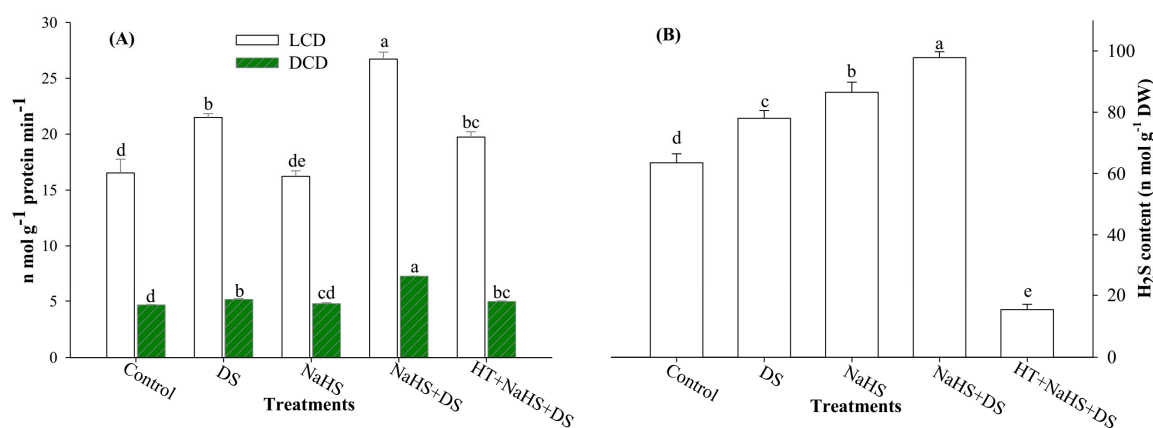 (A)
LCD
DCD
n mol g⁻¹ protein min⁻¹
30
25
20
15
10
5
0
d
d
b
b
de
cd
a
a
bc
bc
Control
DS
NaHS
NaHS+DS
HT+NaHS+DS
Treatments
(B)
d
c
b
a
e
Control
DS
NaHS
NaHS+DS
HT+NaHS+DS
Treatments
100
80
60
40
20
0
H₂S content (n mol g⁻¹ DW)